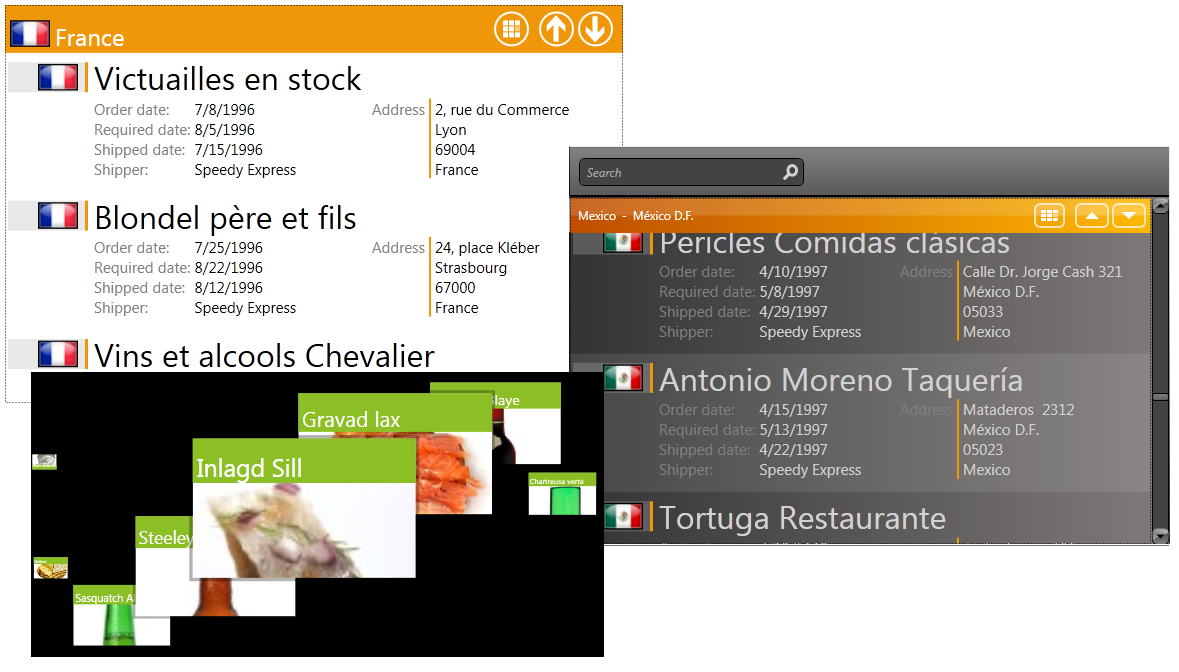 France
Victuailles en stock
Order date: 7/8/1996 Address 2, rue du Commerce
Required date: 8/5/1996 Lyon
Shipped date: 7/15/1996 69004
Shipper: Speedy Express France
Blondel père et fils
Order date: 7/25/1996 Address 24, place Kléber
Required date: 8/22/1996 Strasbourg
Shipped date: 8/12/1996 67000
Shipper: Speedy Express France
Vins et alcools Chevalier
Search
Mexico - México D.F.
Pericles Comidas clásicas
Order date: 4/10/1997 Address Calle Dr. Jorge Cash 321
Required date: 5/8/1997 México D.F.
Shipped date: 4/29/1997 05033
Shipper: Speedy Express Mexico
Antonio Moreno Taquería
Order date: 4/15/1997 Address Mataderos 2312
Required date: 5/13/1997 México D.F.
Shipped date: 4/22/1997 05023
Shipper: Speedy Express Mexico
Tortuga Restaurante
Blaye
Gravad lax
Inlagd Sill
Chartreuse verte
Steeley
Sasquatch A